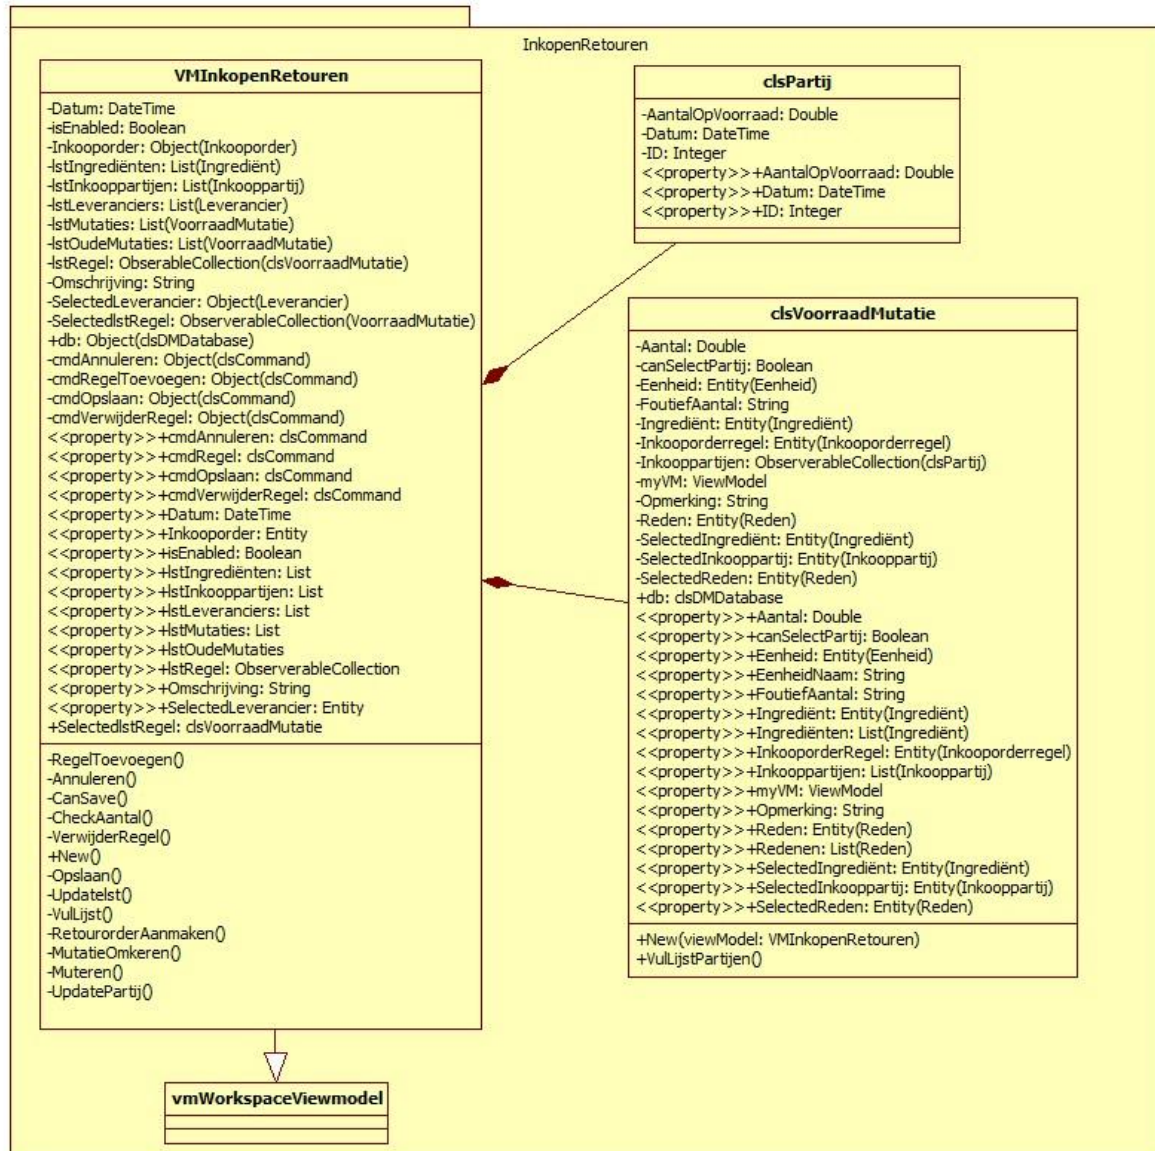 InkopenRetouren
VMInkopenRetouren
-Datum: DateTime
-isEnabled: Boolean
-Inkooporder: Object(Inkooporder)
-lstIngrediënten: List(Ingrediënt)
-lstInkooppartijen: List(Inkooppartij)
-lstLeveranciers: List(Leverancier)
-lstMutaties: List(VoorraadMutatie)
-lstOudeMutaties: List(VoorraadMutatie)
-lstRegel: ObserableCollection(clsVoorraadMutatie)
-Omschrijving: String
-SelectedLeverancier: Object(Leverancier)
-SelectedlstRegel: ObserverableCollection(VoorraadMutatie)
+db: Object(clsDMDatabase)
-cmdAnnuleren: Object(clsCommand)
-cmdRegelToevoegen: Object(clsCommand)
-cmdOpslaan: Object(clsCommand)
-cmdVerwijderRegel: Object(clsCommand)
<<property>>+cmdAnnuleren: clsCommand
<<property>>+cmdRegel: clsCommand
<<property>>+cmdOpslaan: clsCommand
<<property>>+cmdVerwijderRegel: clsCommand
<<property>>+Datum: DateTime
<<property>>+Inkooporder: Entity
<<property>>+isEnabled: Boolean
<<property>>+lstIngrediënten: List
<<property>>+lstInkooppartijen: List
<<property>>+lstLeveranciers: List
<<property>>+lstMutaties: List
<<property>>+lstOudeMutaties
<<property>>+lstRegel: ObserverableCollection
<<property>>+Omschrijving: String
<<property>>+SelectedLeverancier: Entity
+SelectedlstRegel: clsVoorraadMutatie
-RegelToevoegen()
-Annuleren()
-CanSave()
-CheckAantal()
-VerwijderRegel()
+New()
-Opslaan()
-Updatelst()
-VulLijst()
-RetourorderAanmaken()
-MutatieOmkeren()
-Muteren()
-UpdatePartij()
vmWorkspaceViewmodel
clsPartij
-AantalOpVoorraad: Double
-Datum: DateTime
-ID: Integer
<<property>>+AantalOpVoorraad: Double
<<property>>+Datum: DateTime
<<property>>+ID: Integer
clsVoorraadMutatie
-Aantal: Double
-canSelectPartij: Boolean
-Eenheid: Entity(Eenheid)
-FoutiefAantal: String
-Ingrediënt: Entity(Ingrediënt)
-Inkooporderregel: Entity(Inkooporderregel)
-Inkooppartijen: ObserverableCollection(clsPartij)
-myVM: ViewModel
-Opmerking: String
-Reden: Entity(Reden)
-SelectedIngrediënt: Entity(Ingrediënt)
-SelectedInkooppartij: Entity(Inkooppartij)
-SelectedReden: Entity(Reden)
+db: clsDMDatabase
<<property>>+Aantal: Double
<<property>>+canSelectPartij: Boolean
<<property>>+Eenheid: Entity(Eenheid)
<<property>>+EenheidNaam: String
<<property>>+FoutiefAantal: String
<<property>>+Ingrediënt: Entity(Ingrediënt)
<<property>>+Ingrediënten: List(Ingrediënt)
<<property>>+InkooporderRegel: Entity(Inkooporderregel)
<<property>>+Inkooppartijen: List(Inkooppartij)
<<property>>+myVM: ViewModel
<<property>>+Opmerking: String
<<property>>+Reden: Entity(Reden)
<<property>>+Redenen: List(Reden)
<<property>>+SelectedIngrediënt: Entity(Ingrediënt)
<<property>>+SelectedInkooppartij: Entity(Inkooppartij)
<<property>>+SelectedReden: Entity(Reden)
+New(viewModel: VMInkopenRetouren)
+VulLijstPartijen()